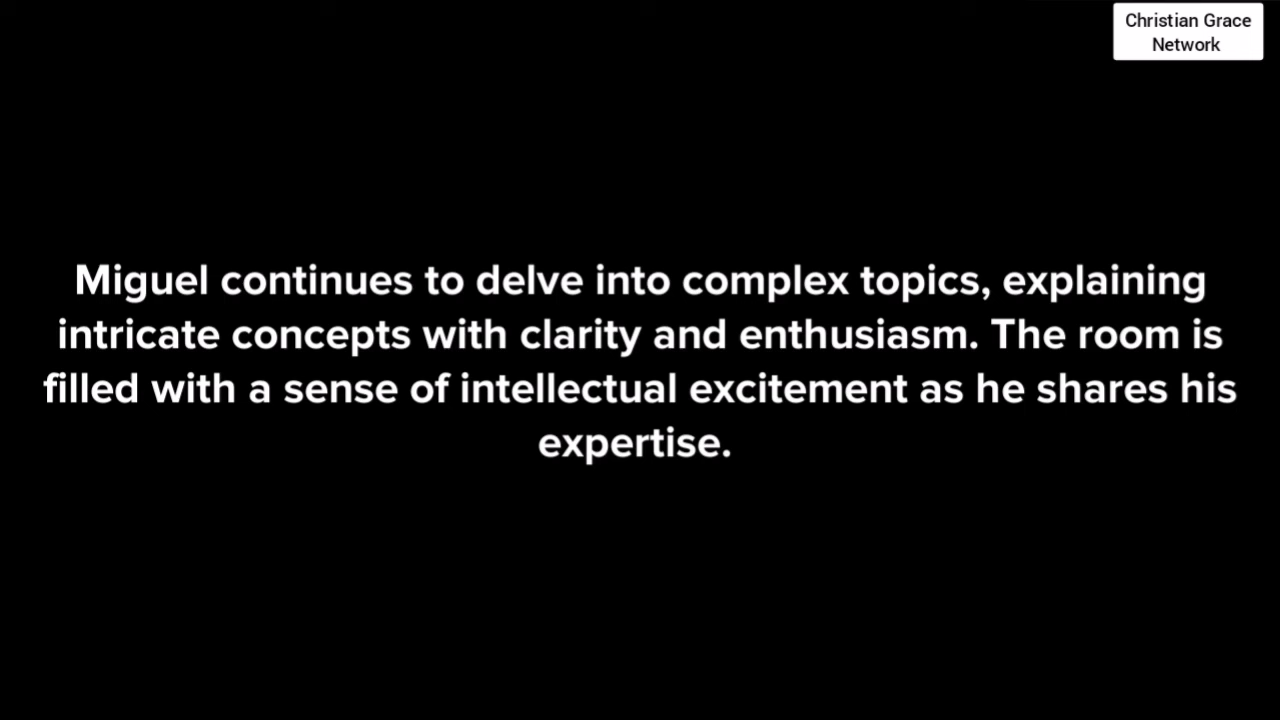 Christian Grace
Network
Miguel continues to delve into complex topics, explaining
intricate concepts with clarity and enthusiasm. The room is
filled with a sense of intellectual excitement as he shares his
expertise.